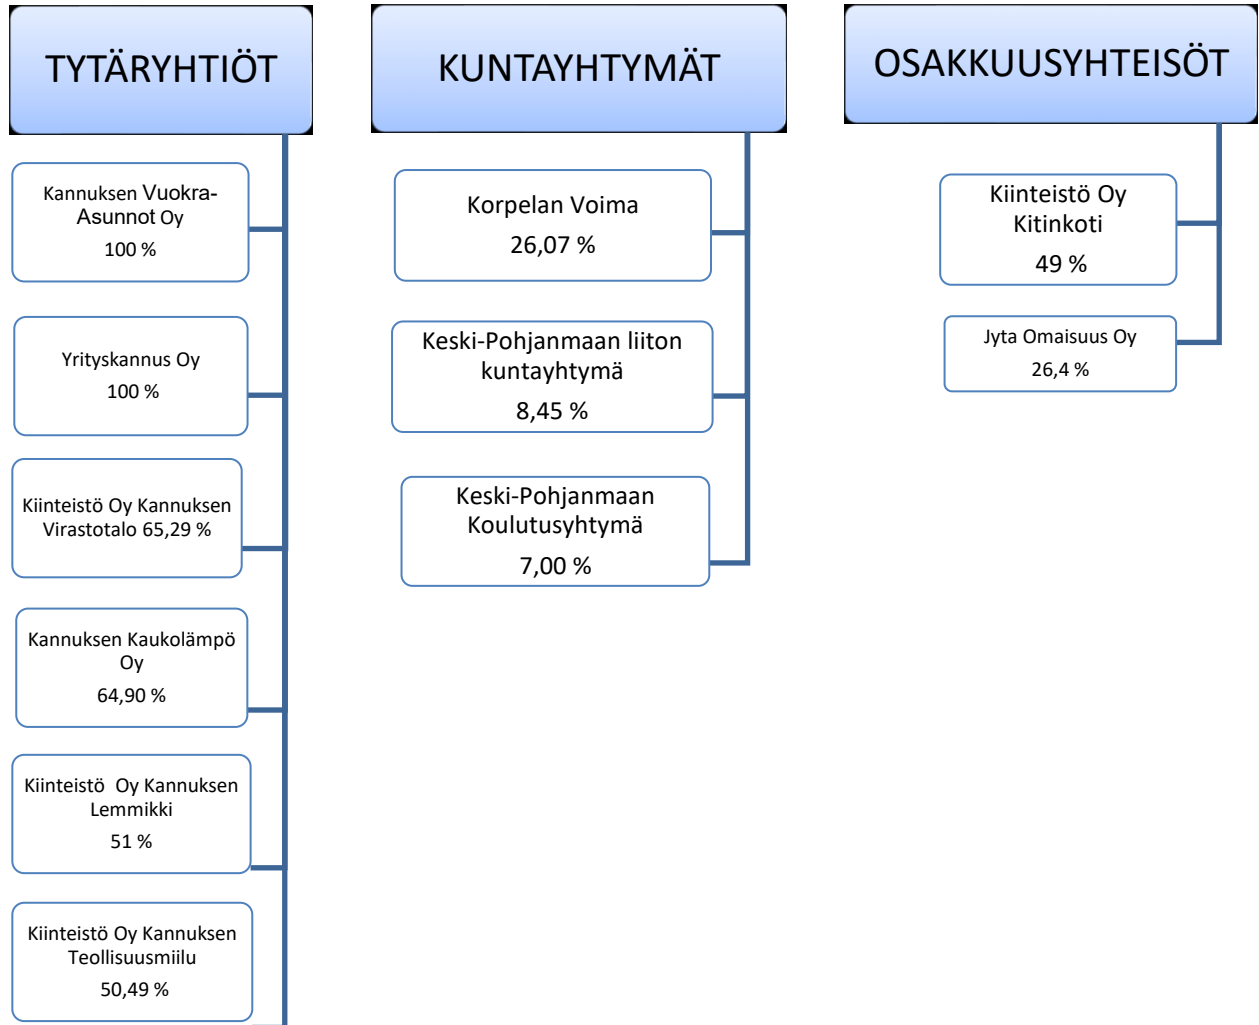 TYTÄRYHTIÖT
Kannuksen Vuokra-
Asunnot Oy
100 %
Yrityskannus Oy
100 %
Kiinteistö Oy Kannuksen
Virastotalo 65,29 %
Kannuksen Kaukolämpö
Oy
64,90 %
Kiinteistö  Oy Kannuksen
Lemmikki
51 %
Kiinteistö Oy Kannuksen
Teollisuusmiilu
50,49 %
KUNTAYHTYMÄT
Korpelan Voima
26,07 %
Keski-Pohjanmaan liiton
kuntayhtymä
8,45 %
Keski-Pohjanmaan
Koulutusyhtymä
7,00 %
OSAKKUUSYHTEISÖT
Kiinteistö Oy
Kitinkoti
49 %
Jyta Omaisuus Oy
26,4 %